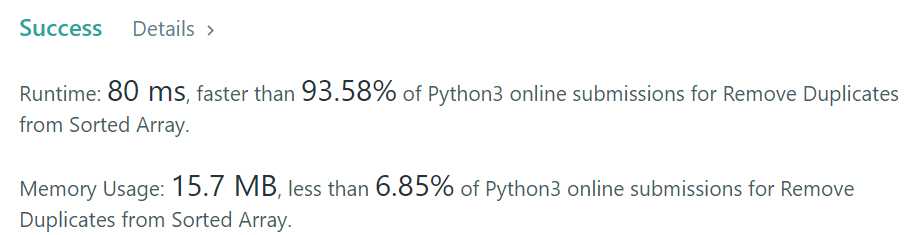 Success Details >
Runtime: 80 ms, faster than 93.58% of Python3 online submissions for Remove Duplicates
from Sorted Array.
Memory Usage: 15.7 MB, less than 6.85% of Python3 online submissions for Remove
Duplicates from Sorted Array.